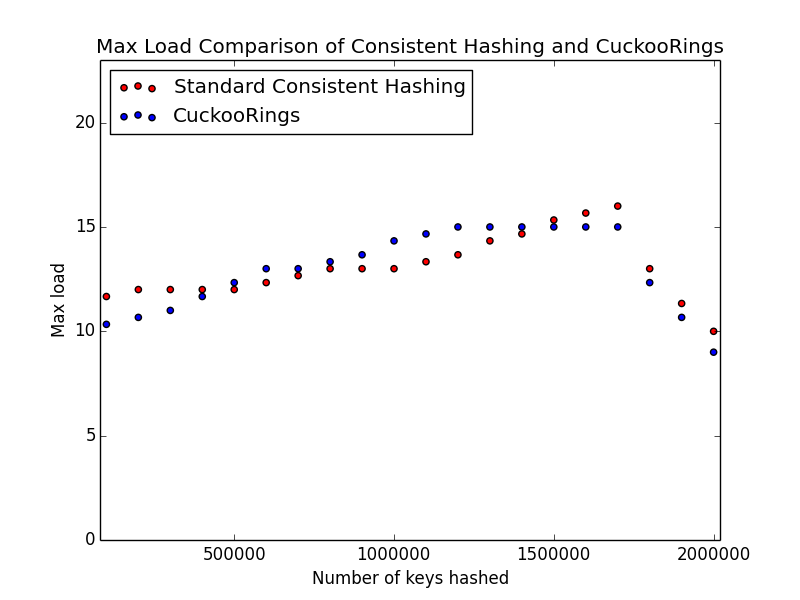 Max Load Comparison of Consistent Hashing and CuckooRings
Standard Consistent Hashing
CuckooRings
20
15
10
5
0
Max load
500000 1000000 1500000 2000000
Number of keys hashed